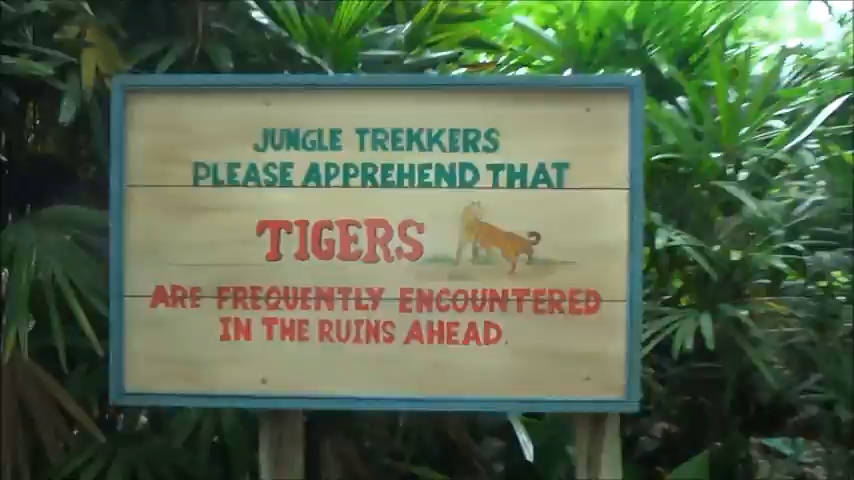 JUNGLE TREKKERS
PLEASE APPREHEND THAT
TIGERS
ARE FREQUENTLY ENCOUNTERED
IN THE RUINS AHEAD.